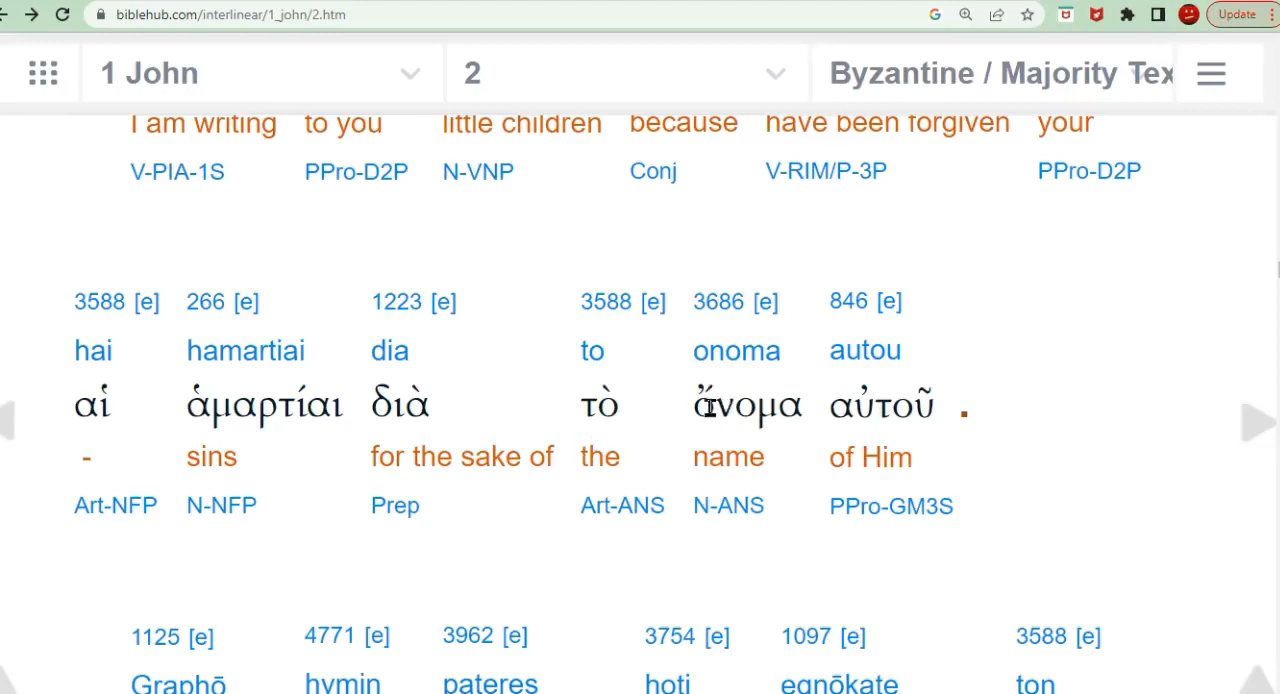 biblehub.com/interlinear/1_john/2.htm Update
1 John 2 Byzantine / Majority Tex
I am writing to you little children because have been forgiven your
V-PIA-1S PPro-D2P N-VNP Conj V-RIM/P-3P PPro-D2P
3588 [e] 266 [e] 1223 [e] 3588 [e] 3686 [e] 846 [e]
hai hamartiai dia to onoma autou
αἱ ἁμαρτίαι διὰ τὸ ὄνομα αὐτοῦ .
- sins for the sake of the name of Him
Art-NFP N-NFP Prep Art-ANS N-ANS PPro-GM3S
1125 [e] 4771 [e] 3962 [e] 3754 [e] 1097 [e] 3588 [e]
Graphō hymin pateres hoti egnōkate ton